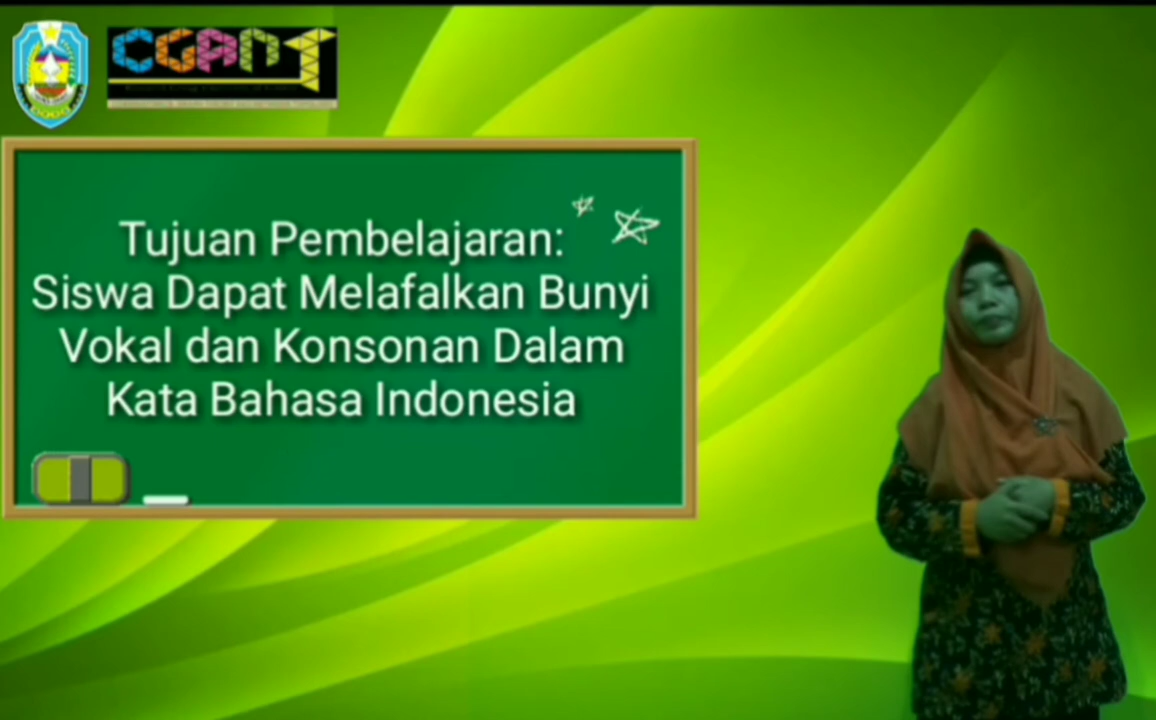 CGANT
Tujuan Pembelajaran:
Siswa Dapat Melafalkan Bunyi
Vokal dan Konsonan Dalam
Kata Bahasa Indonesia